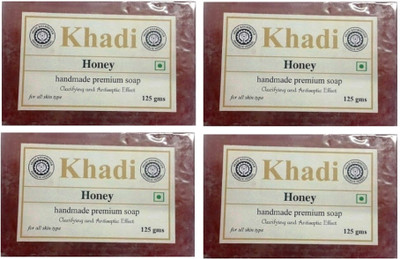 Khadi
Honey
handmade premium soap
Clarifying and Antiseptic Effect
for all skin type 125 gms
Khadi
Honey
handmade premium soap
Clarifying and Antiseptic Effect
for all skin type 125 gms
Khadi
Honey
handmade premium soap
Clarifying and Antiseptic Effect
for all skin type 125 gms
Khadi
Honey
handmade premium soap
Clarifying and Antiseptic Effect
for all skin type 125 gms